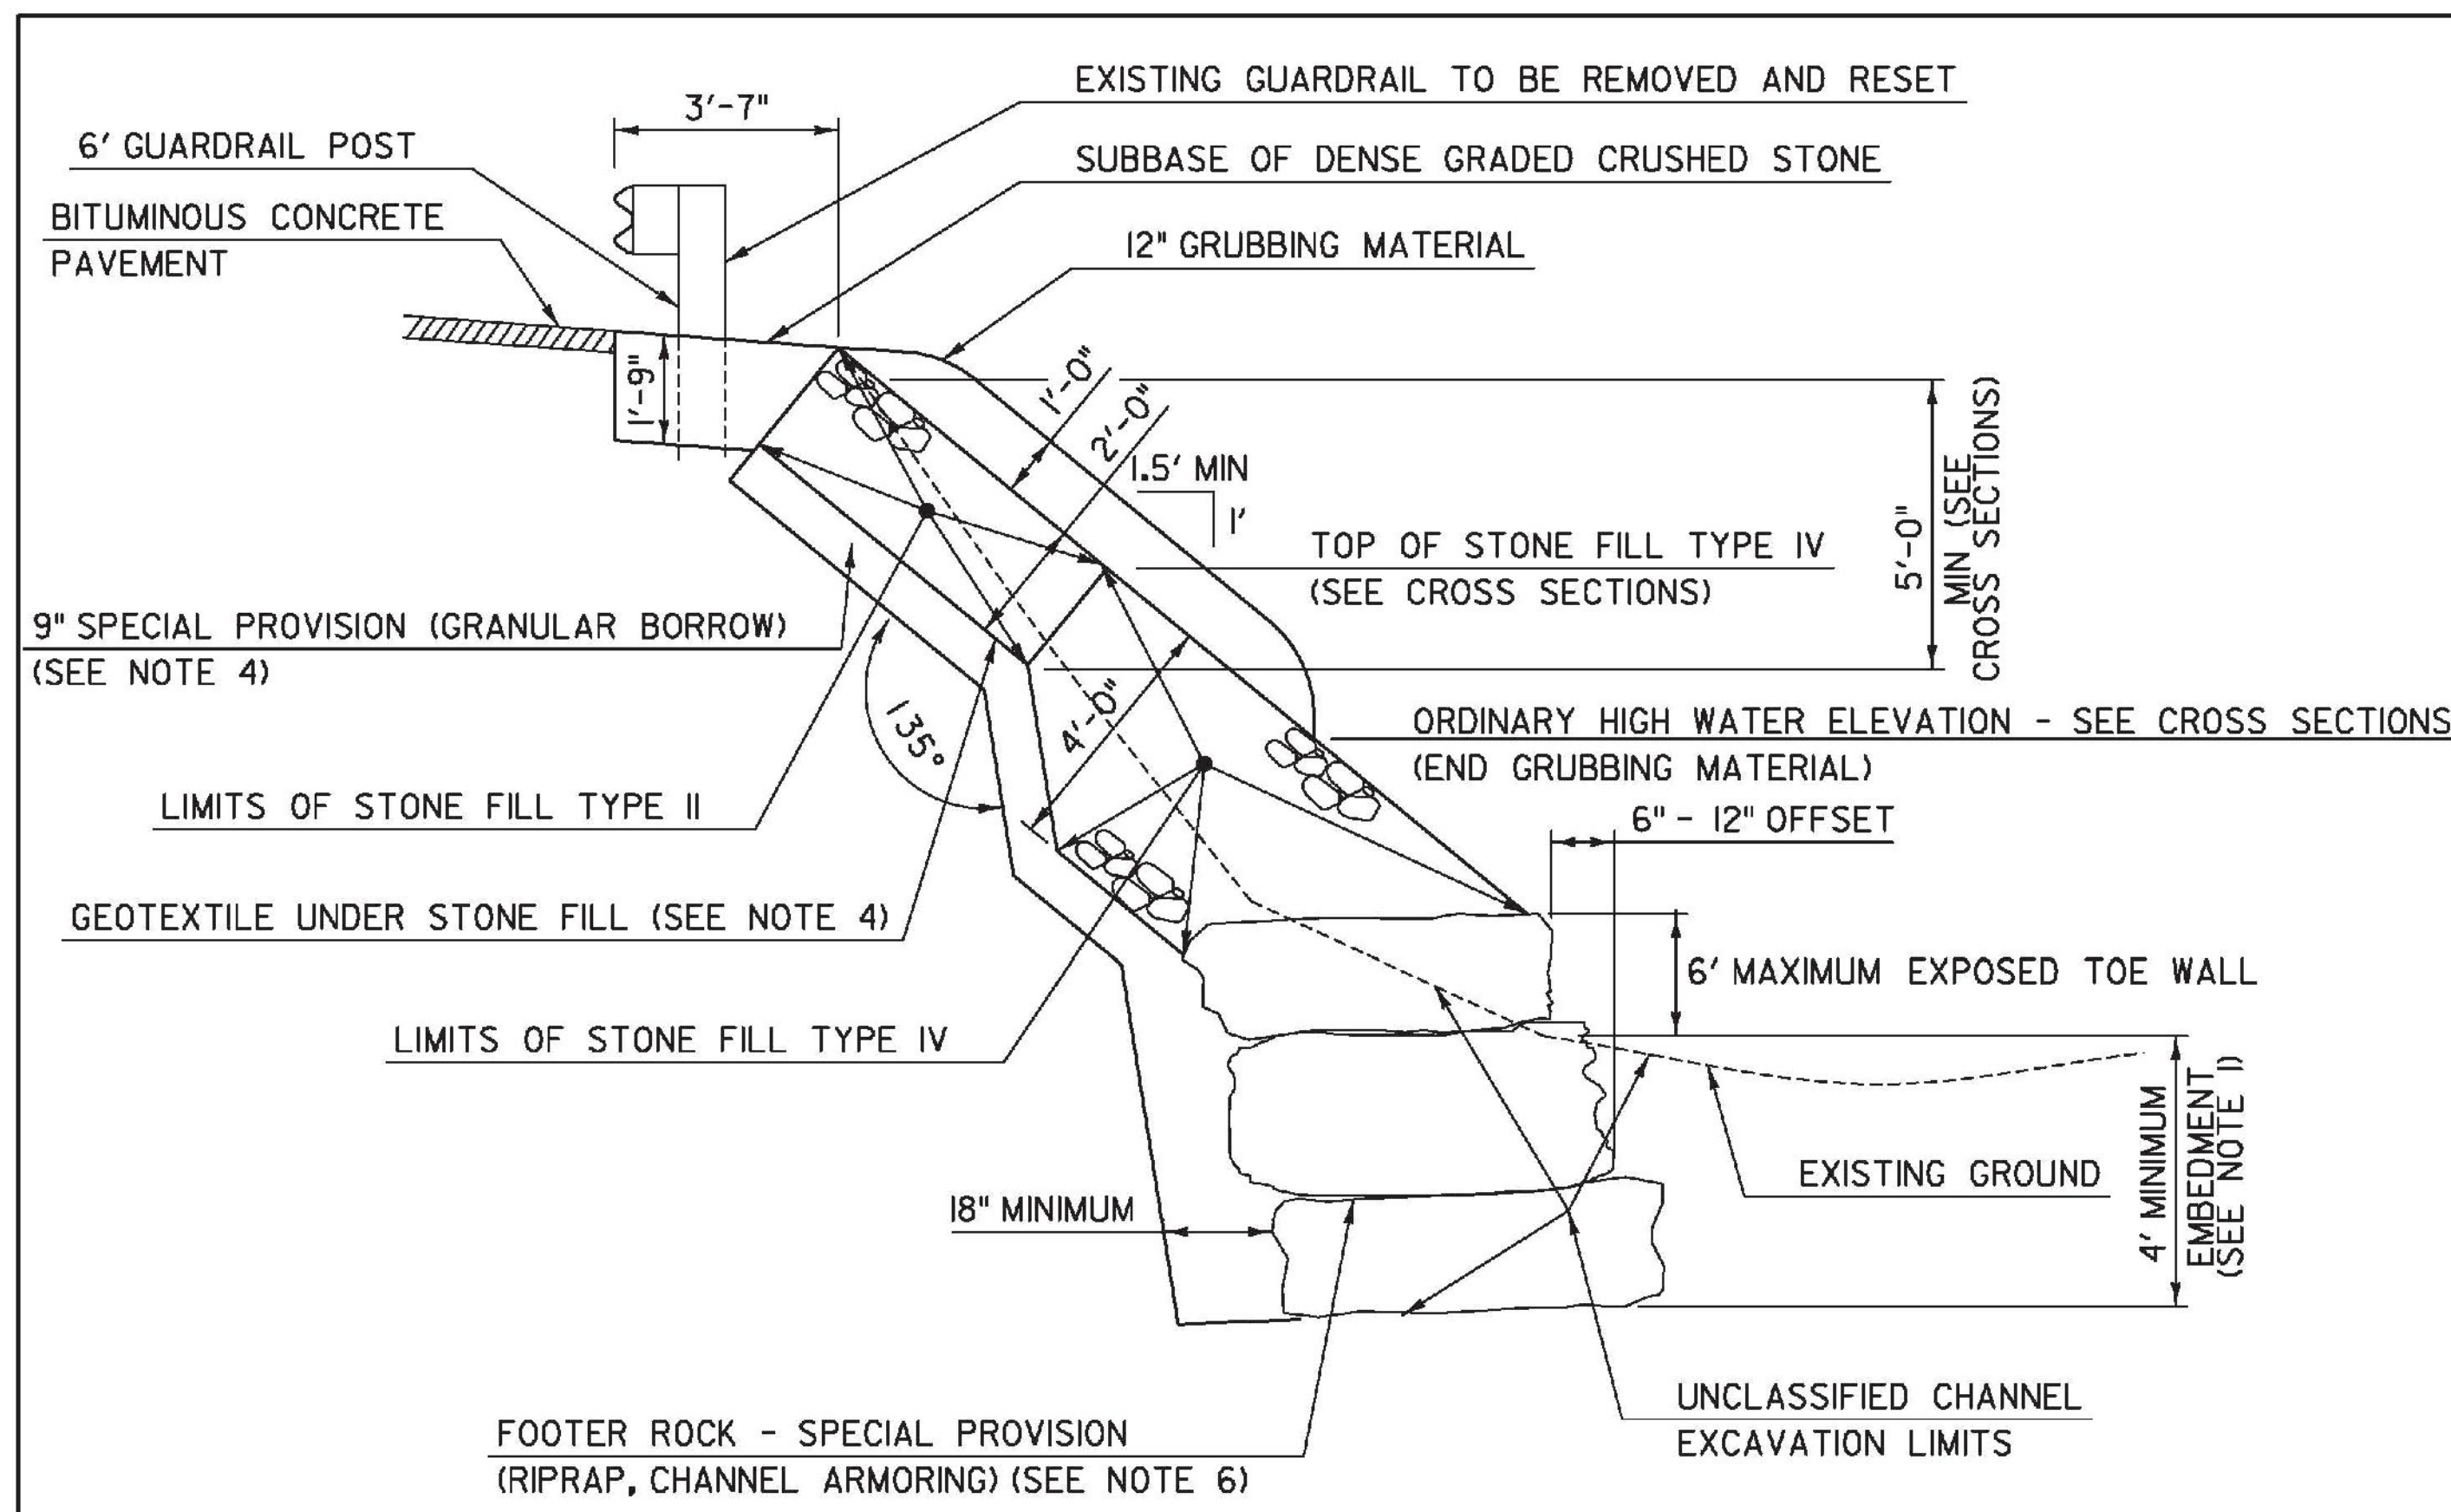 EXISTING GUARDRAIL TO BE REMOVED AND RESET
3'-7"
6' GUARDRAIL POST
SUBBASE OF DENSE GRADED CRUSHED STONE
BITUMINOUS CONCRETE
PAVEMENT
12" GRUBBING MATERIAL
1'-9"
1'-0"
2'-0"
1.5' MIN
1'
5'-0"
MIN (SEE
CROSS SECTIONS)
TOP OF STONE FILL TYPE IV
(SEE CROSS SECTIONS)
9" SPECIAL PROVISION (GRANULAR BORROW)
(SEE NOTE 4)
135°
4'-0"
ORDINARY HIGH WATER ELEVATION - SEE CROSS SECTIONS
(END GRUBBING MATERIAL)
LIMITS OF STONE FILL TYPE II
6" - 12" OFFSET
GEOTEXTILE UNDER STONE FILL (SEE NOTE 4)
6' MAXIMUM EXPOSED TOE WALL
LIMITS OF STONE FILL TYPE IV
4' MINIMUM
EMBEDMENT
(SEE NOTE 1)
EXISTING GROUND
18" MINIMUM
UNCLASSIFIED CHANNEL
EXCAVATION LIMITS
FOOTER ROCK - SPECIAL PROVISION
(RIPRAP, CHANNEL ARMORING) (SEE NOTE 6)